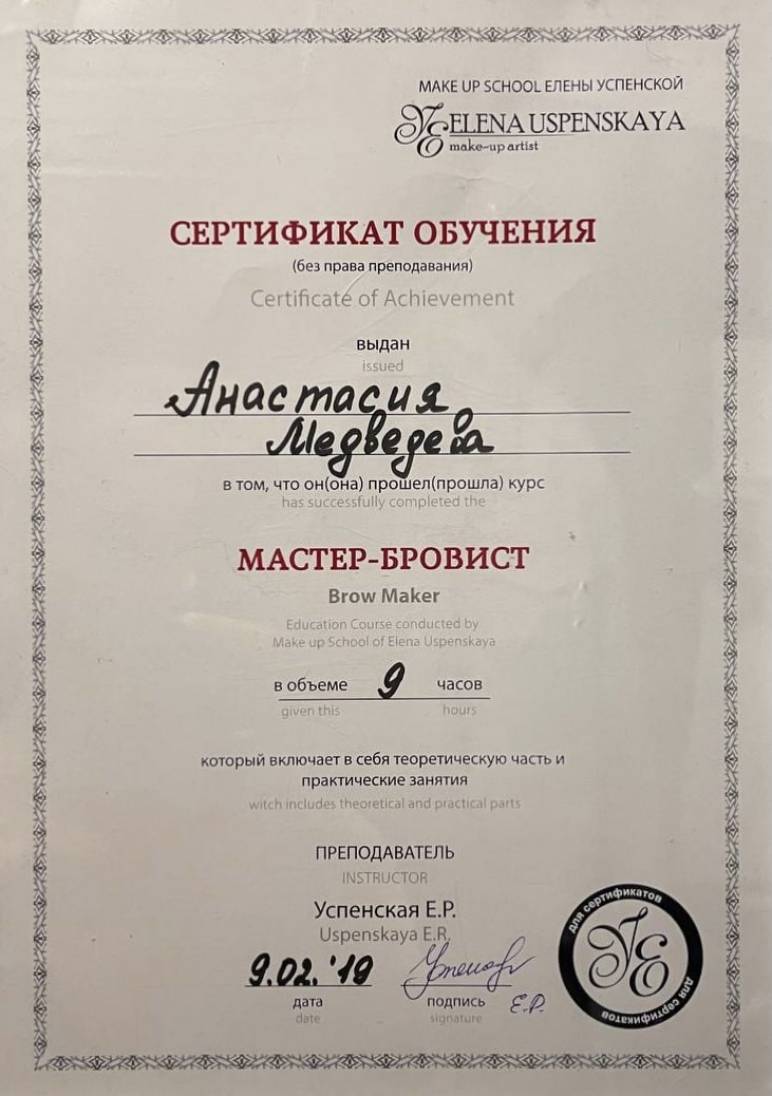 MAKE UP SCHOOL ЕЛЕНЫ УСПЕНСКОЙ
УЕ ELENA USPENSKAYA
make-up artist
СЕРТИФИКАТ ОБУЧЕНИЯ
(без права преподавания)
Certificate of Achievement
выдан
issued
Анастасия
Медведева
в том, что он(она) прошел(прошла) курс
has successfully completed the
МАСТЕР-БРОВИСТ
Brow Maker
Education Course conducted by
Make up School of Elena Uspenskaya
в объеме 9 часов
given this hours
который включает в себя теоретическую часть и
практические занятия
witch includes theoretical and practical parts
ПРЕПОДАВАТЕЛЬ
INSTRUCTOR
Успенская Е.Р.
Uspenskaya E.R.
9.02.'19
дата
date
подпись Е.Р.
signature
для сертификатов
УЕ
для сертификатов